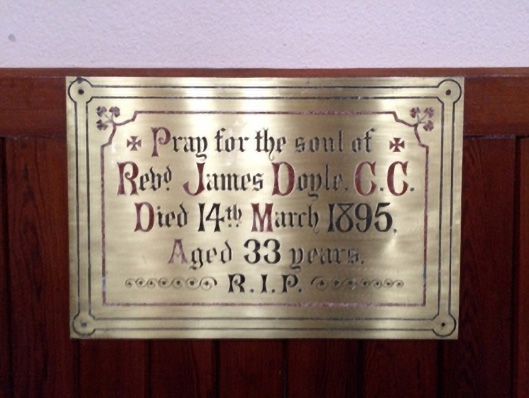 Pray for the soul of
Revd. James Doyle. C.C.
Died 14th March 1895.
Aged 33 years.
R.I.P.